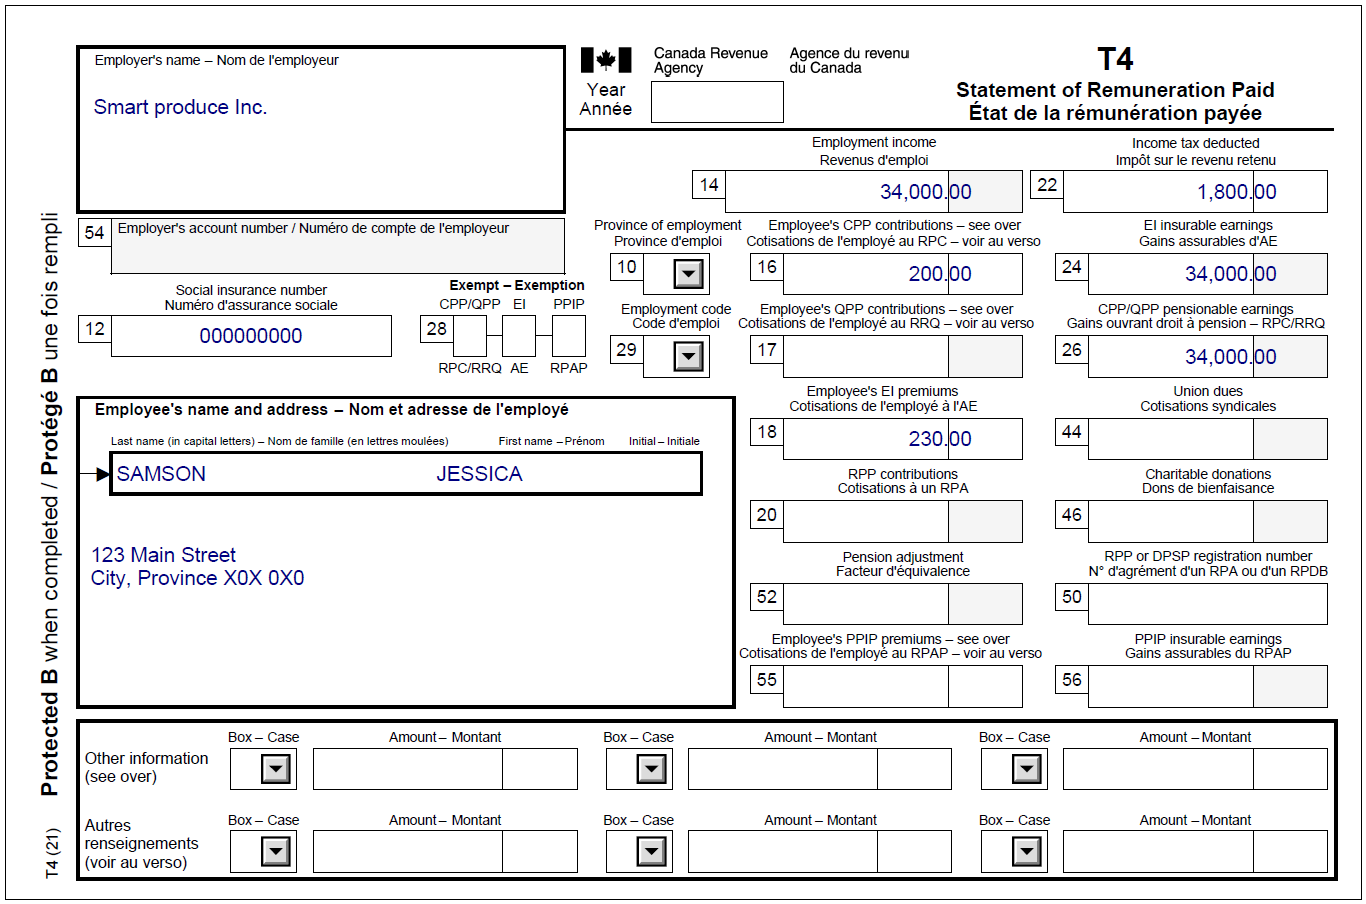 Employer's name – Nom de l'employeur
Smart produce Inc.
Canada Revenue Agency
Agence du revenu du Canada
Year
Année
T4
Statement of Remuneration Paid
État de la rémunération payée
Employment income
Revenus d'emploi
14 34,000.00
Income tax deducted
Impôt sur le revenu retenu
22 1,800.00
54 Employer's account number / Numéro de compte de l'employeur
Province of employment
Province d'emploi
10
Employee's CPP contributions – see over
Cotisations de l'employé au RPC – voir au verso
16 200.00
EI insurable earnings
Gains assurables d'AE
24 34,000.00
Social insurance number
Numéro d'assurance sociale
12 000000000
Exempt – Exemption
CPP/QPP EI PPIP
28
RPC/RRQ AE RPAP
Employment code
Code d'emploi
29
Employee's QPP contributions – see over
Cotisations de l'employé au RRQ – voir au verso
17
CPP/QPP pensionable earnings
Gains ouvrant droit à pension – RPC/RRQ
26 34,000.00
Employee's name and address – Nom et adresse de l'employé
Last name (in capital letters) – Nom de famille (en lettres moulées) First name – Prénom Initial – Initiale
SAMSON JESSICA
123 Main Street
City, Province X0X 0X0
Employee's EI premiums
Cotisations de l'employé à l'AE
18 230.00
Union dues
Cotisations syndicales
44
RPP contributions
Cotisations à un RPA
20
Charitable donations
Dons de bienfaisance
46
Pension adjustment
Facteur d'équivalence
52
RPP or DPSP registration number
N° d'agrément d'un RPA ou d'un RPDB
50
Employee's PPIP premiums – see over
Cotisations de l'employé au RPAP – voir au verso
55
PPIP insurable earnings
Gains assurables du RPAP
56
Other information
(see over)
Box – Case Amount – Montant Box – Case Amount – Montant Box – Case Amount – Montant
Autres
renseignements
(voir au verso)
Box – Case Amount – Montant Box – Case Amount – Montant Box – Case Amount – Montant
T4 (21) Protected B when completed / Protégé B une fois rempli